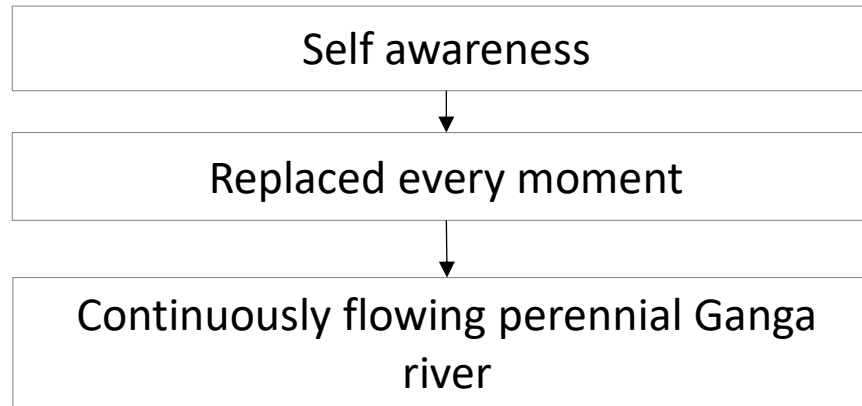 Self awareness
Replaced every moment
Continuously flowing perennial Ganga
river